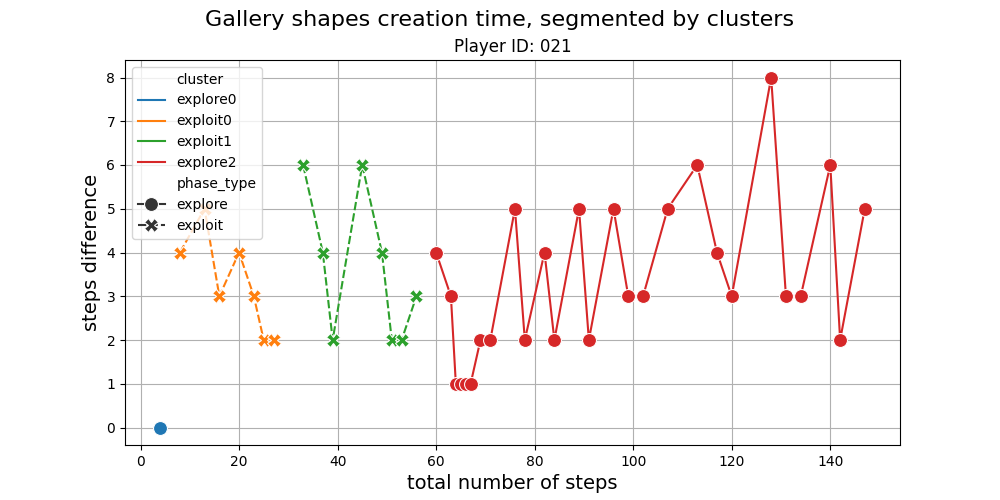 Gallery shapes creation time, segmented by clusters
Player ID: 021
cluster
explore0
exploit0
exploit1
explore2
phase_type
explore
exploit
steps difference
8
7
6
5
4
3
2
1
0
0 20 40 60 80 100 120 140
total number of steps